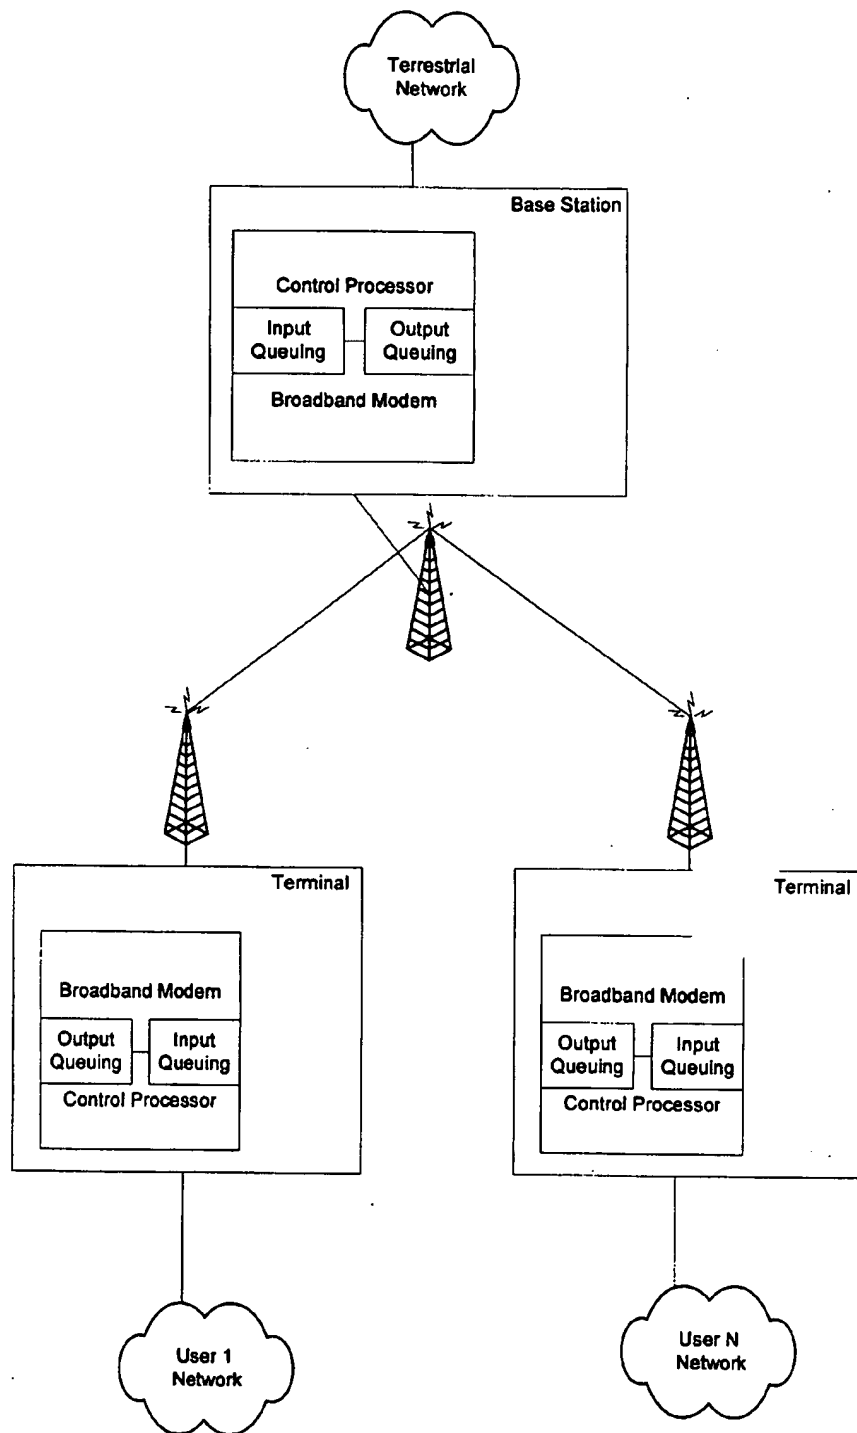 Terrestrial
Network
Base Station
Control Processor
Input
Queuing
Output
Queuing
Broadband Modem
Terminal
Broadband Modem
Output
Queuing
Input
Queuing
Control Processor
Terminal
Broadband Modem
Output
Queuing
Input
Queuing
Control Processor
User 1
Network
User N
Network